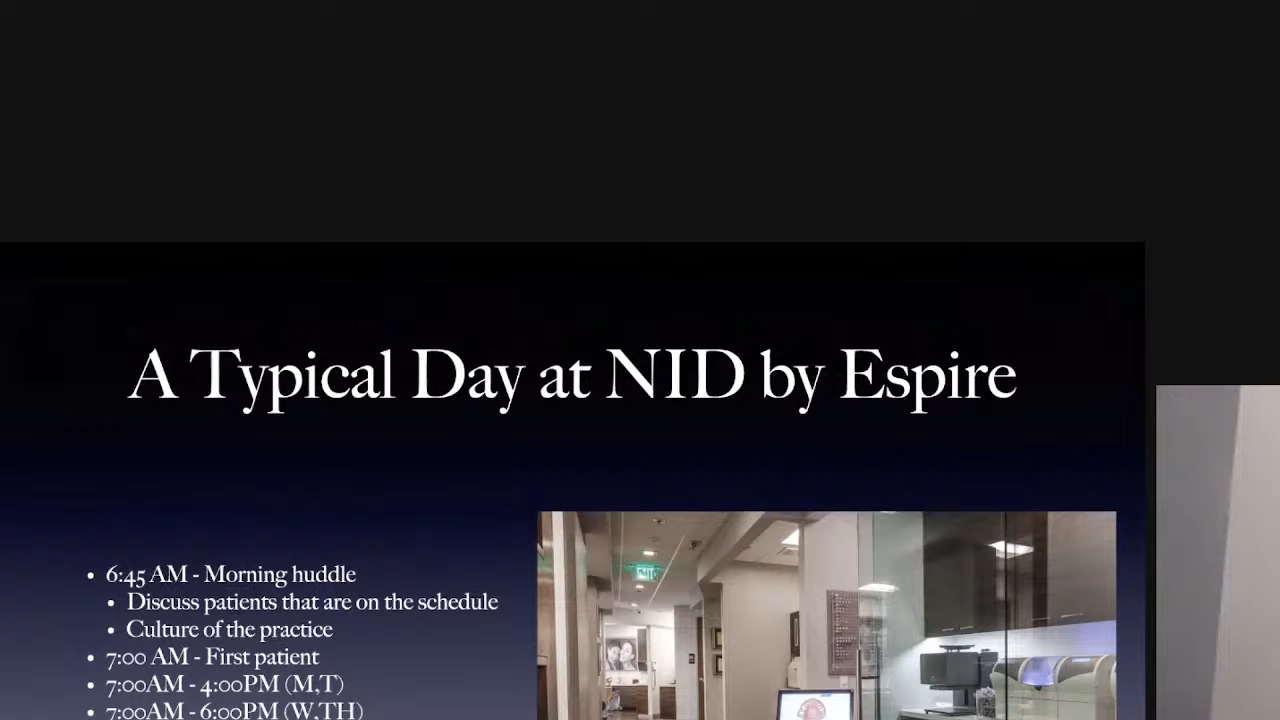 A Typical Day at NID by Espire
• 6:45 AM - Morning huddle
• Discuss patients that are on the schedule
• Culture of the practice
• 7:00 AM - First patient
• 7:00AM - 4:00PM (M,T)
• 7:00AM - 6:00PM (W,TH)
EXIT